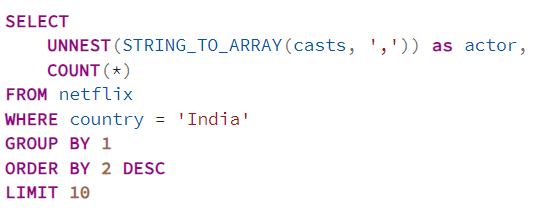 SELECT
    UNNEST(STRING_TO_ARRAY(casts, ',')) as actor,
    COUNT(*)
FROM netflix
WHERE country = 'India'
GROUP BY 1
ORDER BY 2 DESC
LIMIT 10